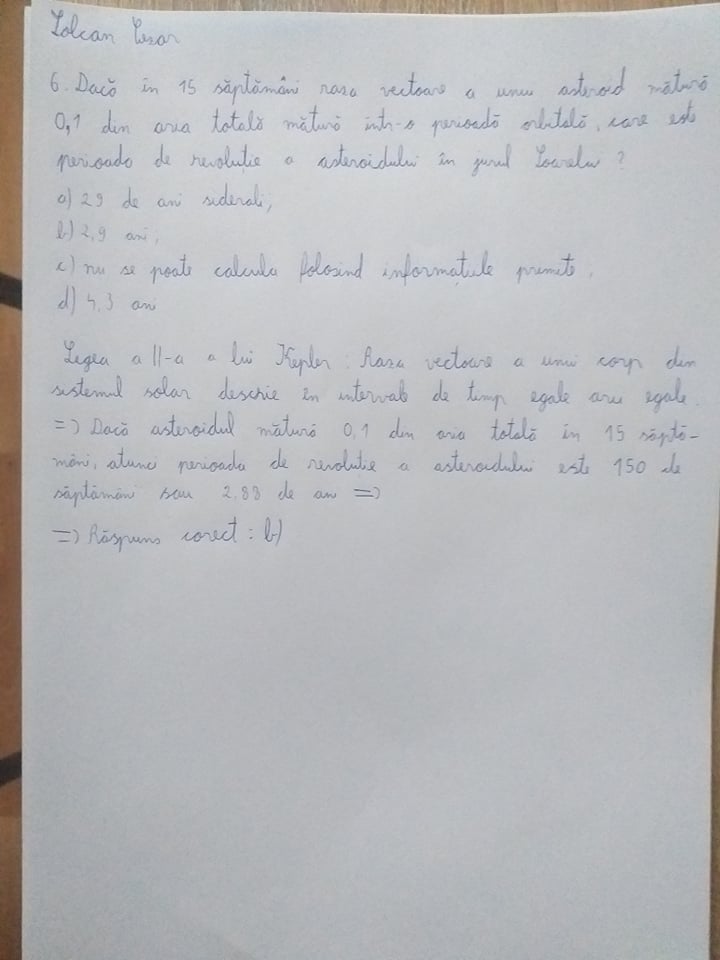 Tolcan Cezar
6. Dacă în 15 săptămâni raza vectoare a unui asteroid mătură
0,1 din aria totală mătură într-o perioadă orbitală, care este
perioada de revoluție a asteroidului în jurul Soarelui ?
a) 29 de ani siderali;
b) 2,9 ani;
c) nu se poate calcula folosind informațiile primite.
d) 4,3 ani
Legea a II-a a lui Kepler : Raza vectoare a unui corp din
sistemul solar descrie în intervale de timp egale arii egale.
=> Dacă asteroidul mătură 0,1 din aria totală în 15 săptă-
mâni, atunci perioada de revoluție a asteroidului este 150 de
săptămâni sau 2,88 de ani =>
=> Răspuns corect : b)